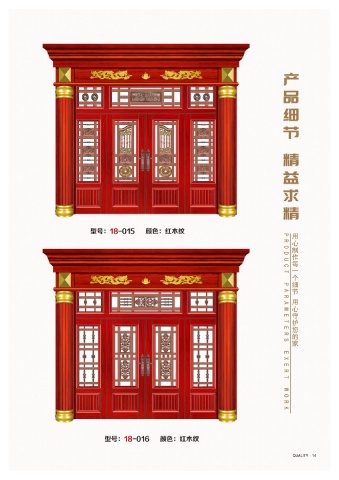 产品细节 精益求精
用心制作每一个细节 用心守护您的家
PRODUCT PARAMETERS EXERT WORK
型号：18-015 颜色：红木纹
型号：18-016 颜色：红木纹
QUALITY · 14